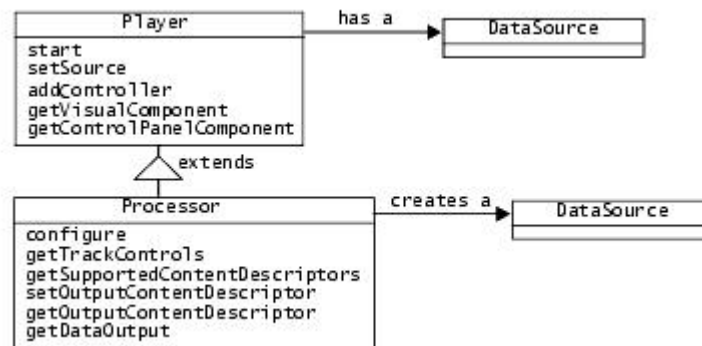 Player
has a
DataSource
start
setSource
addController
getVisualComponent
getControlPanelComponent
extends
Processor
creates a
DataSource
configure
getTrackControls
getSupportedContentDescriptors
setOutputContentDescriptor
getOutputContentDescriptor
getDataOutput